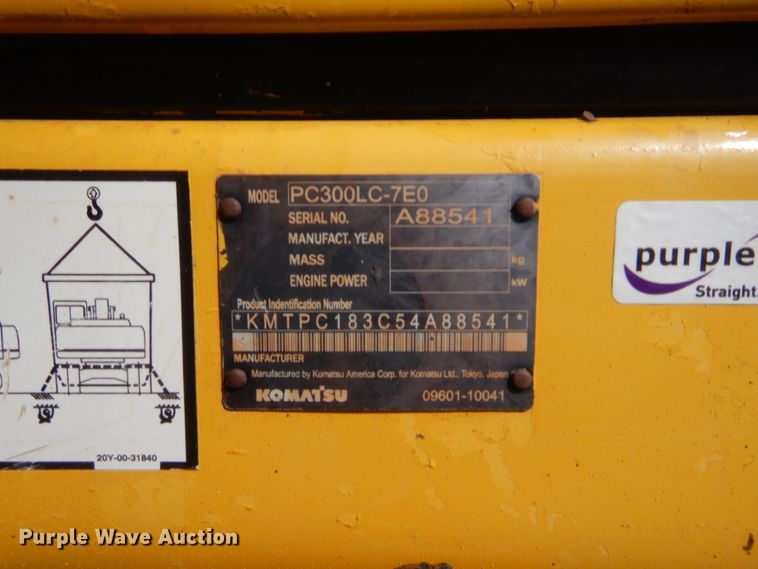 MODEL PC300LC-7E0
SERIAL NO. A88541
MANUFACT. YEAR
MASS kg
ENGINE POWER kW
Product Indentification Number
*KMTPC183C54A88541*
MANUFACTURER
Manufactured by Komatsu America Corp. for Komatsu Ltd., Tokyo, Japan
KOMATSU 09601-10041
20Y-00-31840
purple
Straight.
Purple Wave Auction